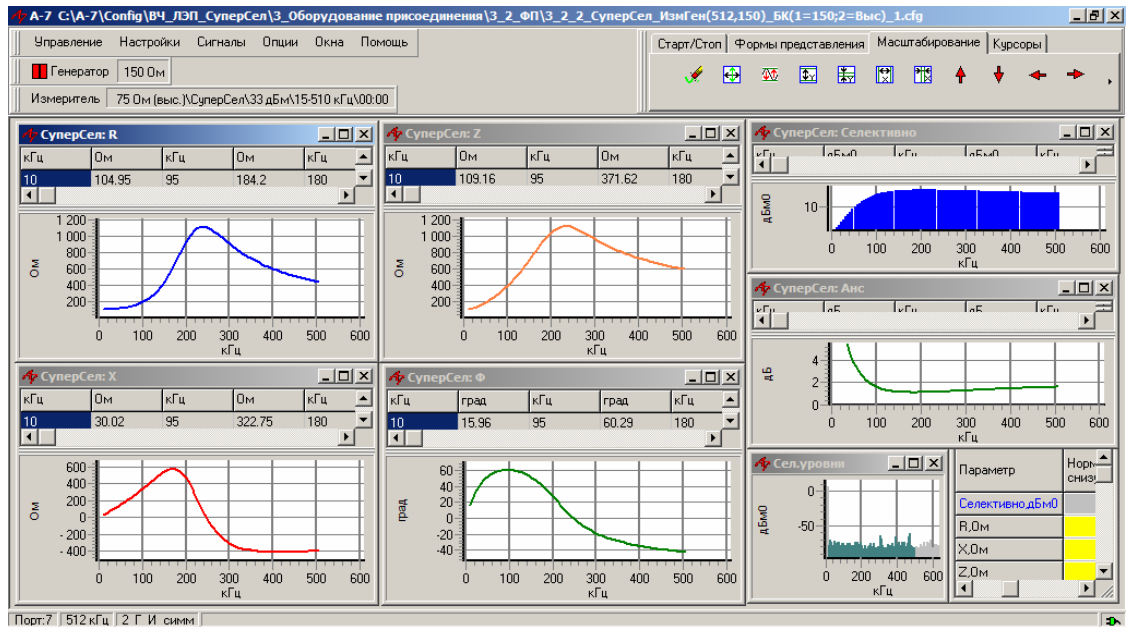 А-7 C:\А-7\Config\ВЧ_ЛЭП_СуперСел\3_Оборудование присоединения\3_2_ФП\3_2_2_СуперСел_ИзмГен(512,150)_БК(1=150;2=Выс)_1.cfg
Управление Настройки Сигналы Опции Окна Помощь
Старт/Стоп Формы представления Масштабирование Курсоры
Генератор 150 Ом
Измеритель 75 Ом (выс.)\СуперСел\33 дБм\15-510 кГц\00:00
СуперСел: R
кГц Ом кГц Ом кГц
10 104.95 95 184.2 180
1 200
1 000
800
600
400
200
Ом
0 100 200 300 400 500 600
кГц
СуперСел: Z
кГц Ом кГц Ом кГц
10 109.16 95 371.62 180
1 200
1 000
800
600
400
200
Ом
0 100 200 300 400 500 600
кГц
СуперСел: Селективно
кГц дБм0 кГц дБм0 кГц
10
дБм0
0 100 200 300 400 500 600
кГц
СуперСел: Анс
кГц дБ кГц дБ кГц
4
2
0
дБ
0 100 200 300 400 500 600
кГц
СуперСел: X
кГц Ом кГц Ом кГц
10 30.02 95 322.75 180
600
400
200
0
-200
-400
Ом
0 100 200 300 400 500 600
кГц
СуперСел: Ф
кГц град кГц град кГц
10 15.96 95 60.29 180
60
40
20
0
-20
-40
град
0 100 200 300 400 500 600
кГц
Сел.уровни
0
-50
дБм0
0 200 400 600
кГц
Параметр
Селективно,дБм0
R,Ом
X,Ом
Z,Ом
Порт:7 512 кГц 2 Г И симм